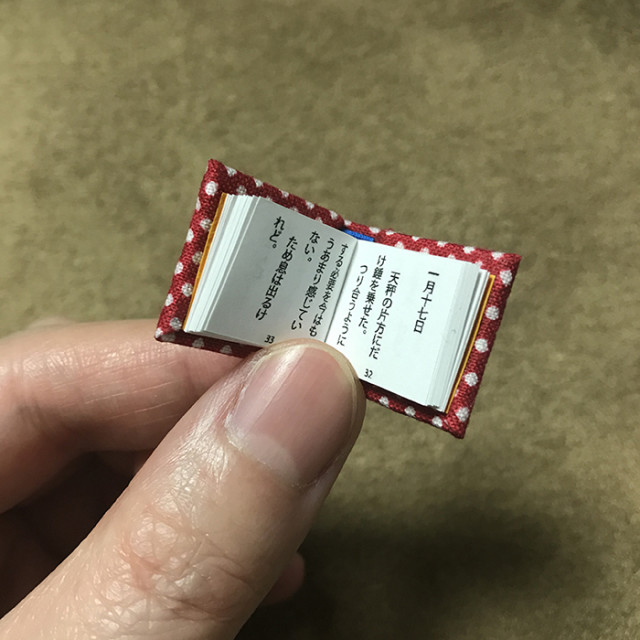 一月十七日
天秤の片方にだ
け錘を乗せた。
つり合うように
32
する必要を今はも
うあまり感じてい
ない。
ため息は出るけ
れど。
33